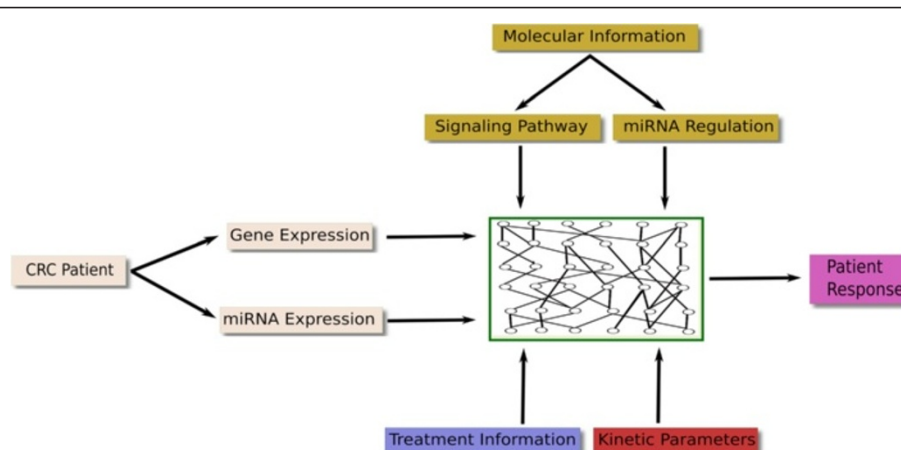 Molecular Information
Signaling Pathway
miRNA Regulation
Gene Expression
CRC Patient
miRNA Expression
Patient
Response
Treatment Information
Kinetic Parameters